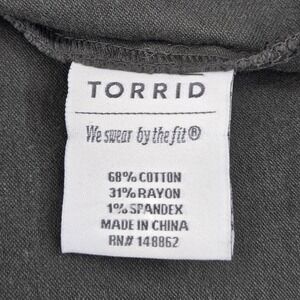 TORRID
We swear by the fit®
68% COTTON
31% RAYON
1% SPANDEX
MADE IN CHINA
RN# 148862